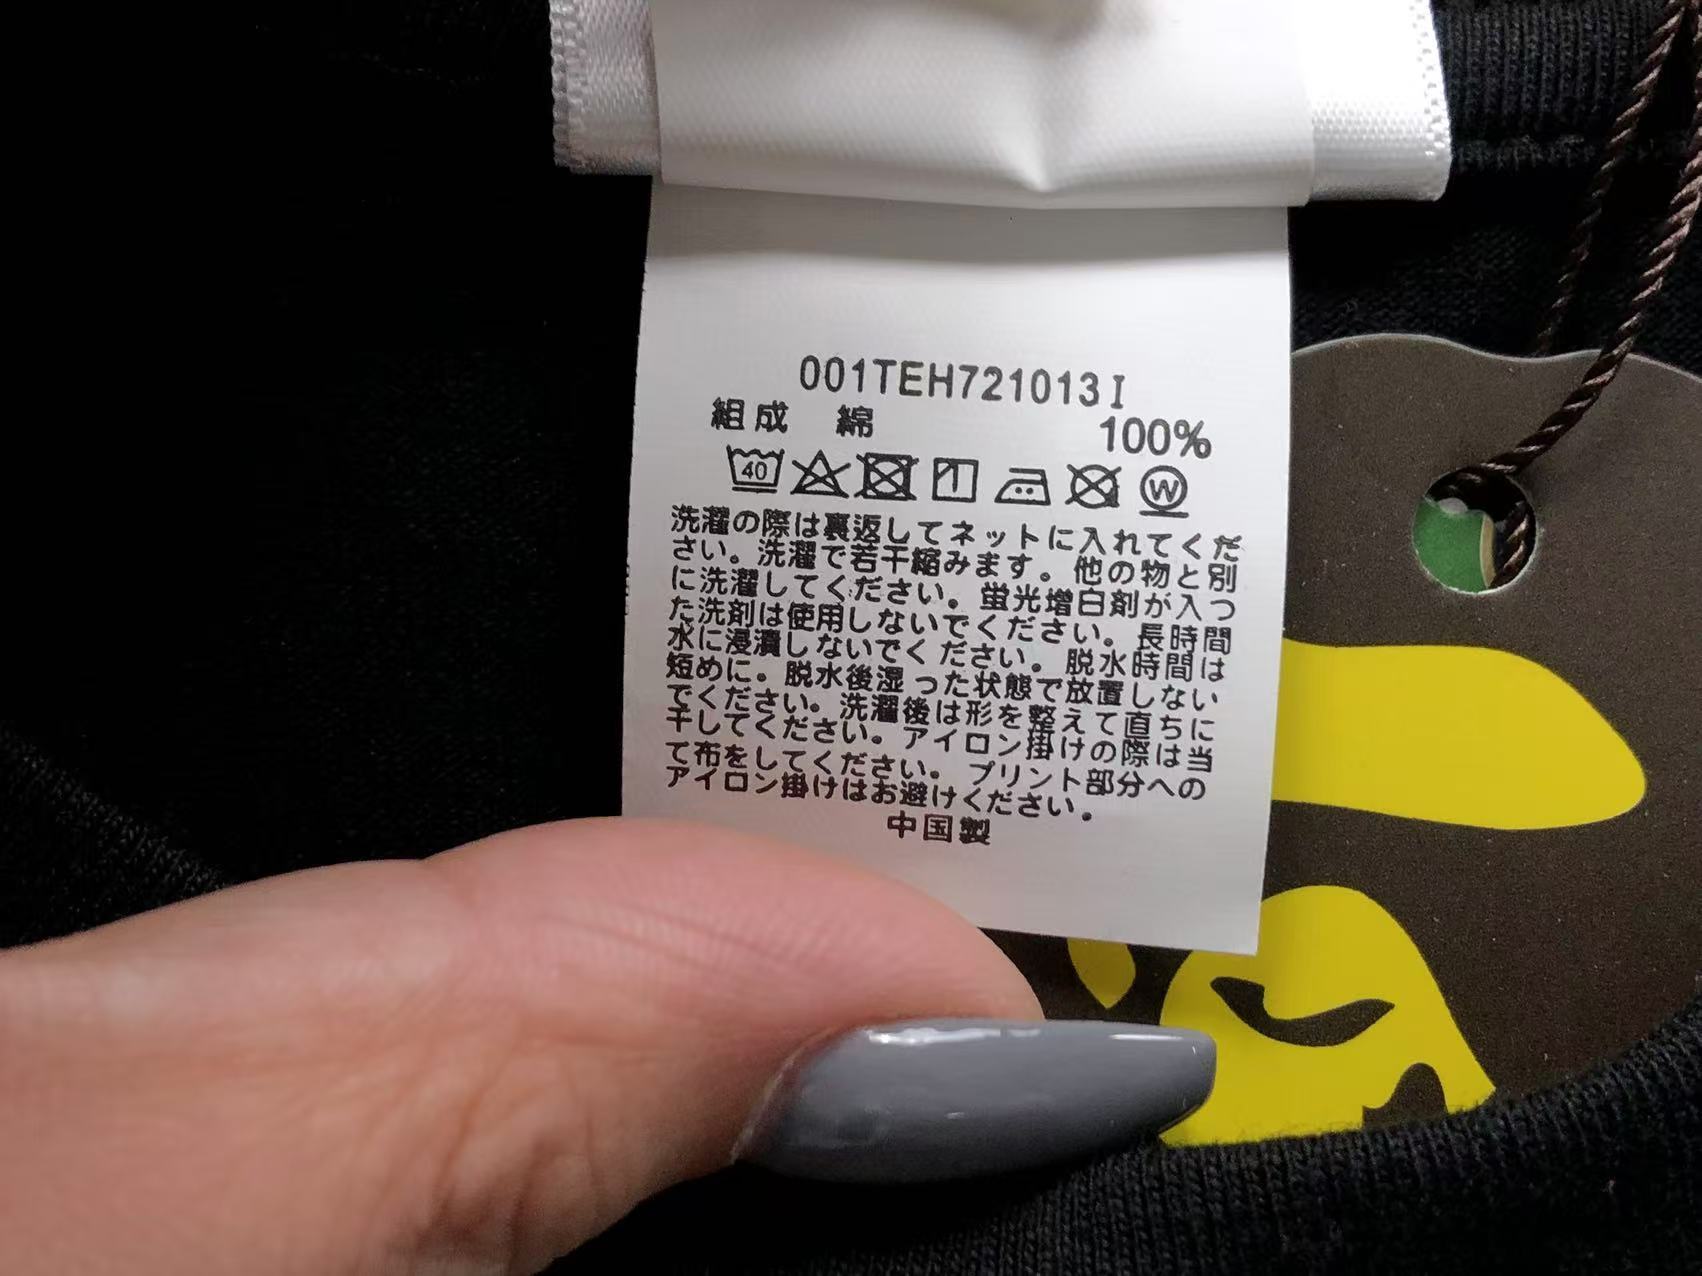 001TEH721013I
組成 綿 100%
40
W
洗濯の際は裏返してネットに入れてくだ
さい。洗濯で若干縮みます。他の物と別
に洗濯してください。蛍光増白剤が入っ
た洗剤は使用しないでください。長時間
水に浸漬しないでください。脱水時間は
短めに。脱水後湿った状態で放置しない
でください。洗濯後は形を整えて直ちに
干してください。アイロン掛けの際は当
て布をしてください。プリント部分への
アイロン掛けはお避けください。
中国製